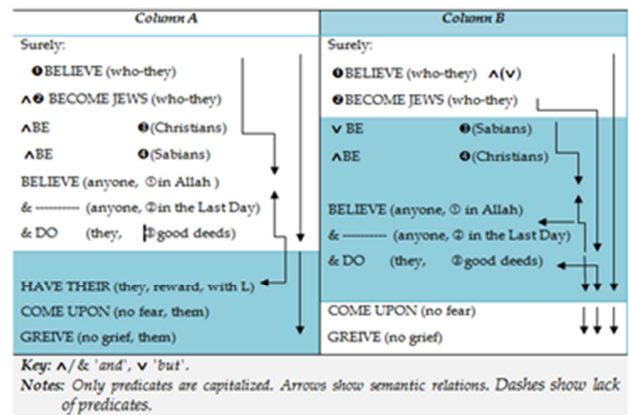 Column A
Surely:
❶BELIEVE (who-they)
∧❷ BECOME JEWS (who-they)
∧BE ❸(Christians)
∧BE ❹(Sabians)
BELIEVE (anyone, ①in Allah )
& ---------- (anyone, ②in the Last Day)
& DO (they, ③good deeds)
HAVE THEIR (they, reward, with L)
COME UPON (no fear, them)
GREIVE (no grief, them)
Column B
Surely:
❶BELIEVE (who-they) ∧(∨)
❷BECOME JEWS (who-they)
∨ BE ❸(Sabians)
∧BE ❹(Christians)
BELIEVE (anyone, ① in Allah)
& ---------- (anyone, ② in the Last Day)
& DO (they, ③good deeds)
COME UPON (no fear)
GREIVE (no grief)
Key: ∧/& 'and', ∨ 'but'.
Notes: Only predicates are capitalized. Arrows show semantic relations. Dashes show lack
of predicates.